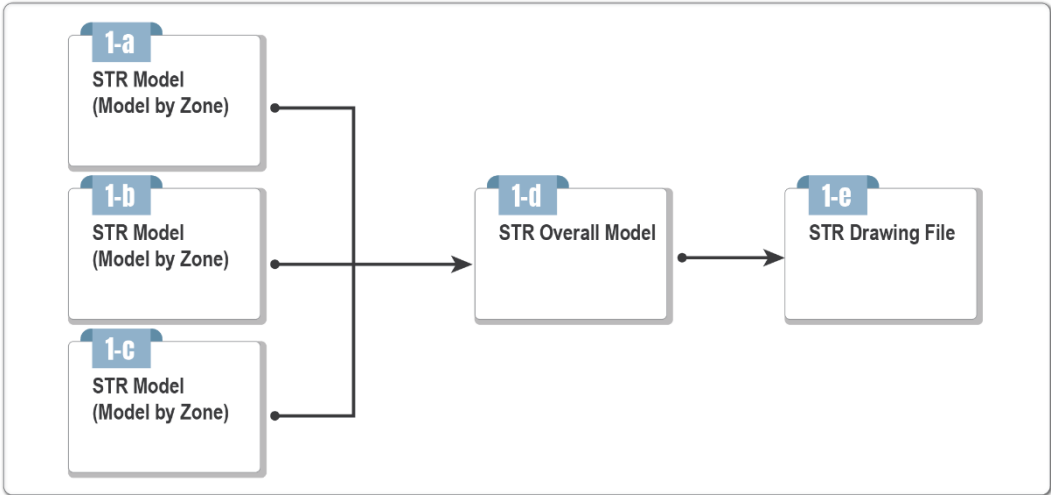 1-a
STR Model
(Model by Zone)
1-b
STR Model
(Model by Zone)
1-c
STR Model
(Model by Zone)
1-d
STR Overall Model
1-e
STR Drawing File